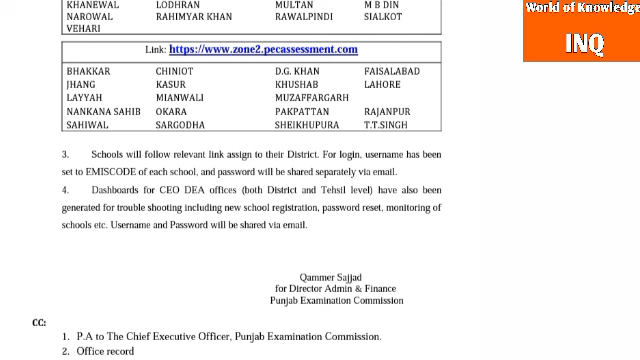 World of Knowledge
INQ
KHANEWAL LODHRAN MULTAN M B DIN
NAROWAL RAHIMYAR KHAN RAWALPINDI SIALKOT
VEHARI
Link: https://www.zone2.pecassessment.com
BHAKKAR CHINIOT D.G. KHAN FAISALABAD
JHANG KASUR KHUSHAB LAHORE
LAYYAH MIANWALI MUZAFFARGARH
NANKANA SAHIB OKARA PAKPATTAN RAJANPUR
SAHIWAL SARGODHA SHEIKHUPURA T.T.SINGH
3. Schools will follow relevant link assign to their District. For login, username has been
set to EMISCODE of each school, and password will be shared separately via email.
4. Dashboards for CEO DEA offices (both District and Tehsil level) have also been
generated for trouble shooting including new school registration, password reset, monitoring of
schools etc. Username and Password will be shared via email.
Qammer Sajjad
for Director Admin & Finance
Punjab Examination Commission
CC:
1. P.A to The Chief Executive Officer, Punjab Examination Commission.
2. Office record